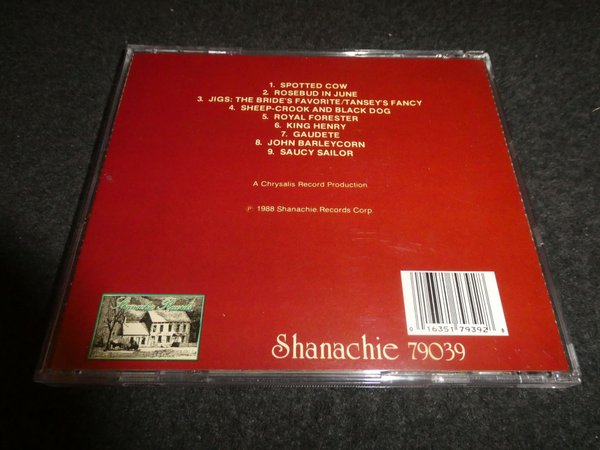 1. SPOTTED COW
2. ROSEBUD IN JUNE
3. JIGS: THE BRIDE'S FAVORITE/TANSEY'S FANCY
4. SHEEP-CROOK AND BLACK DOG
5. ROYAL FORESTER
6. KING HENRY
7. GAUDETE
8. JOHN BARLEYCORN
9. SAUCY SAILOR
A Chrysalis Record Production
℗ 1988 Shanachie Records Corp.
0 16351 79392 8
Shanachie Records
Shanachie 79039